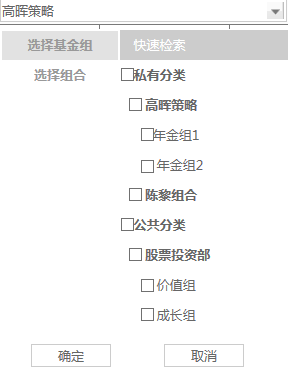 高晖策略
选择基金组 快速检索
选择组合 私有分类
高晖策略
年金组1
年金组2
陈黎组合
公共分类
股票投资部
价值组
成长组
确定 取消